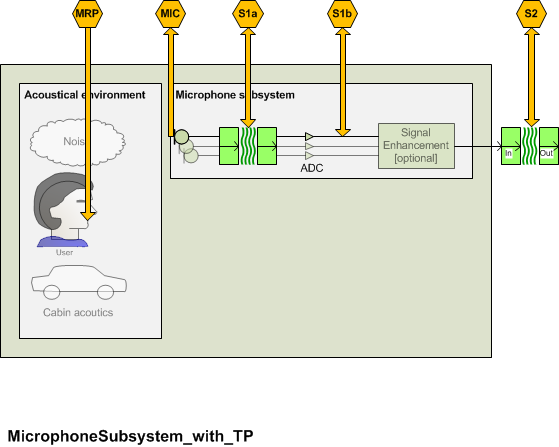 MRP
MIC
S1a
S1b
S2
Acoustical environment
Microphone subsystem
Noise
Signal
Enhancement
[optional]
In
Out
ADC
User
Cabin acoutics
MicrophoneSubsystem_with_TP